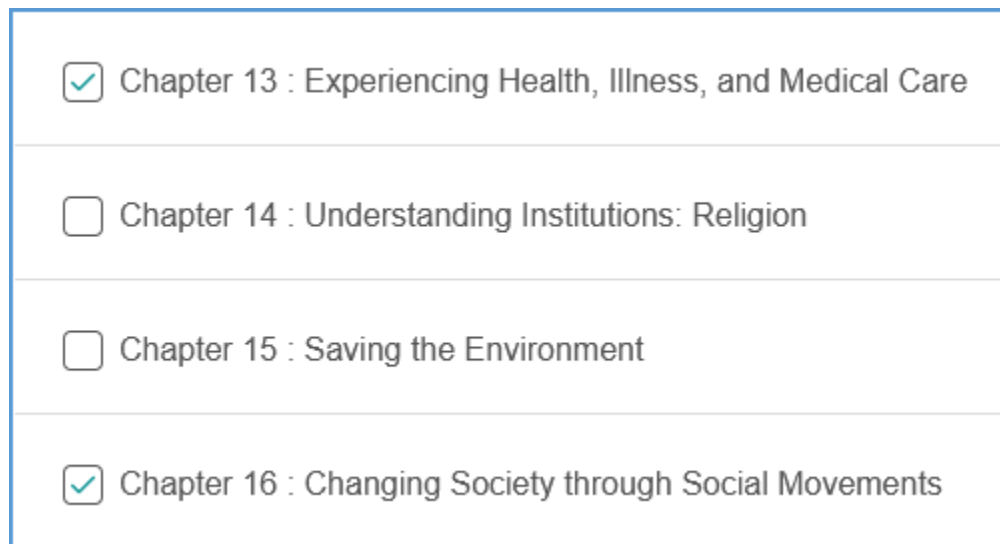 Chapter 13 : Experiencing Health, Illness, and Medical Care
Chapter 14 : Understanding Institutions: Religion
Chapter 15 : Saving the Environment
Chapter 16 : Changing Society through Social Movements